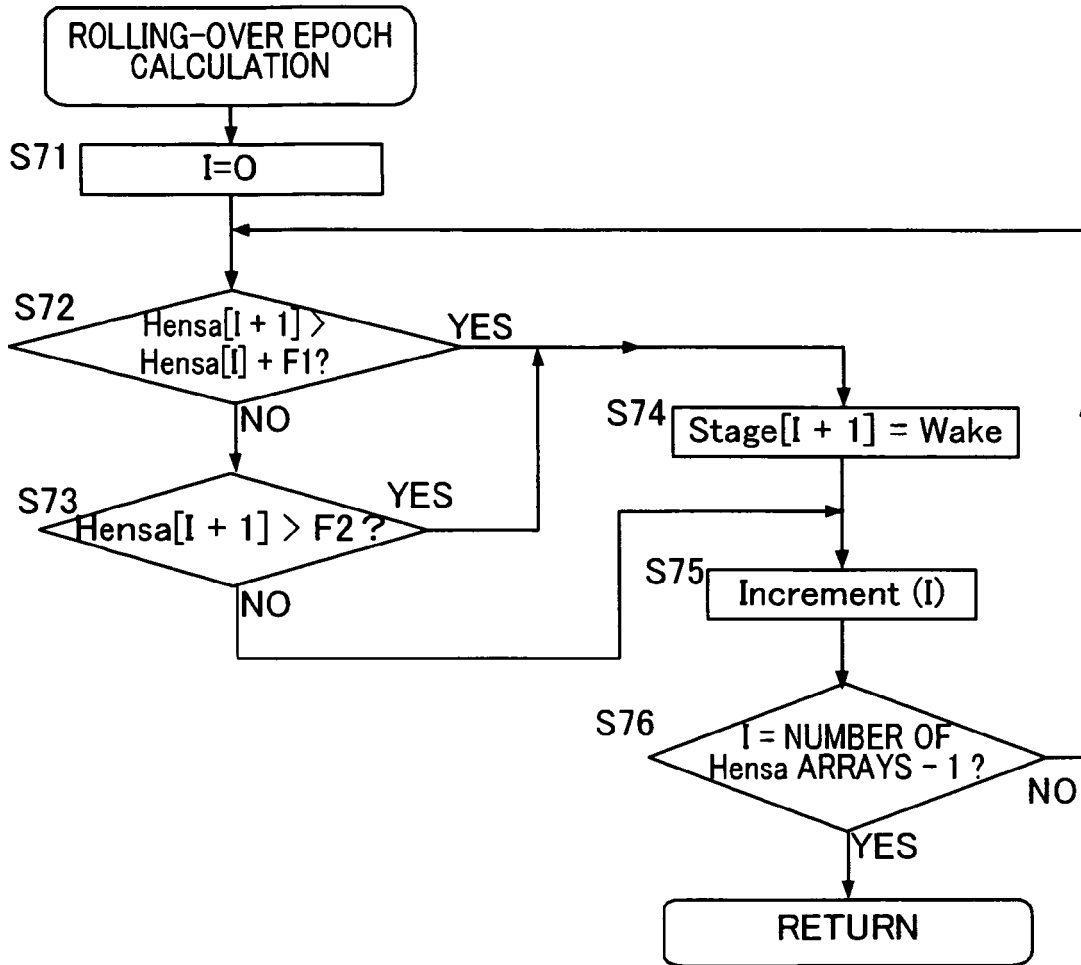 ROLLING-OVER EPOCH
CALCULATION
S71
I=0
S72
Hensa[I + 1] >
Hensa[I] + F1?
YES
NO
S73
Hensa[I + 1] > F2 ?
YES
NO
S74
Stage[I + 1] = Wake
S75
Increment (I)
S76
I = NUMBER OF
Hensa ARRAYS - 1 ?
NO
YES
RETURN